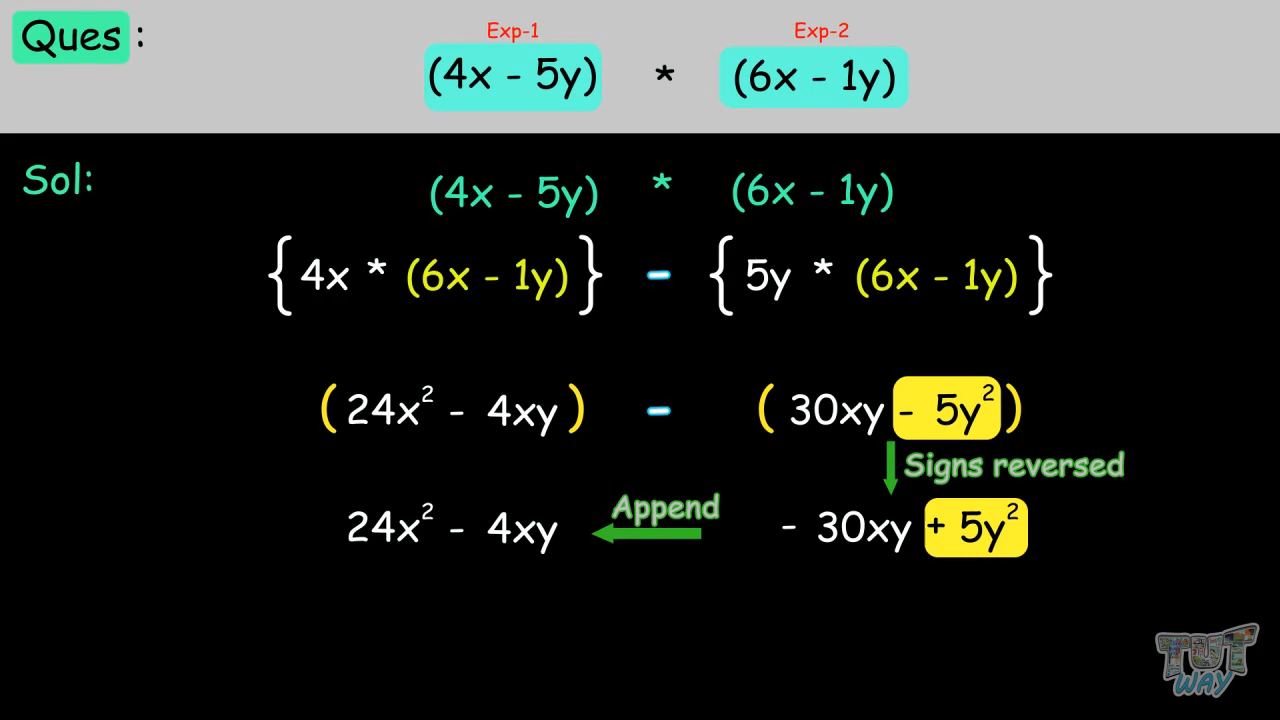 Ques :
Exp-1 Exp-2
(4x - 5y) * (6x - 1y)
Sol: (4x - 5y) * (6x - 1y)
{ 4x * (6x - 1y) } - { 5y * (6x - 1y) }
( 24x² - 4xy ) - ( 30xy - 5y² )
Signs reversed
Append
24x² - 4xy - 30xy + 5y²
TUT
WAY